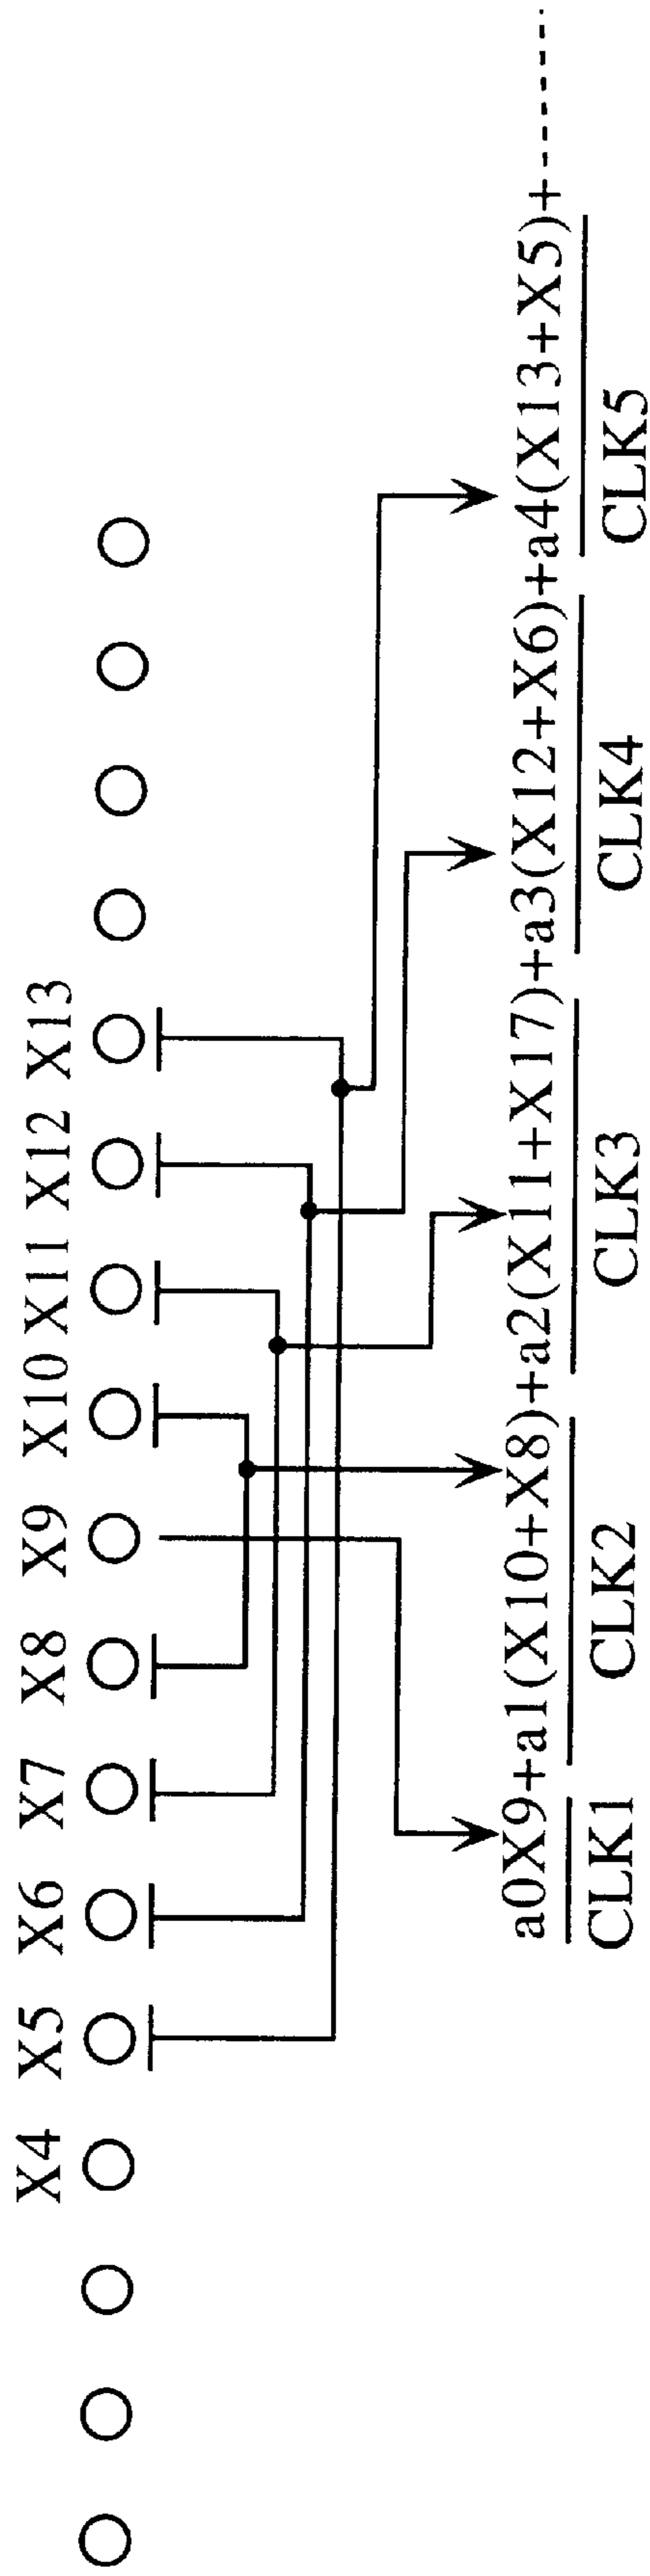 X4 X5 X6 X7 X8 X9 X10 X11 X12 X13
a0X9+a1(X10+X8)+a2(X11+X17)+a3(X12+X6)+a4(X13+X5)+------
CLK1 CLK2 CLK3 CLK4 CLK5